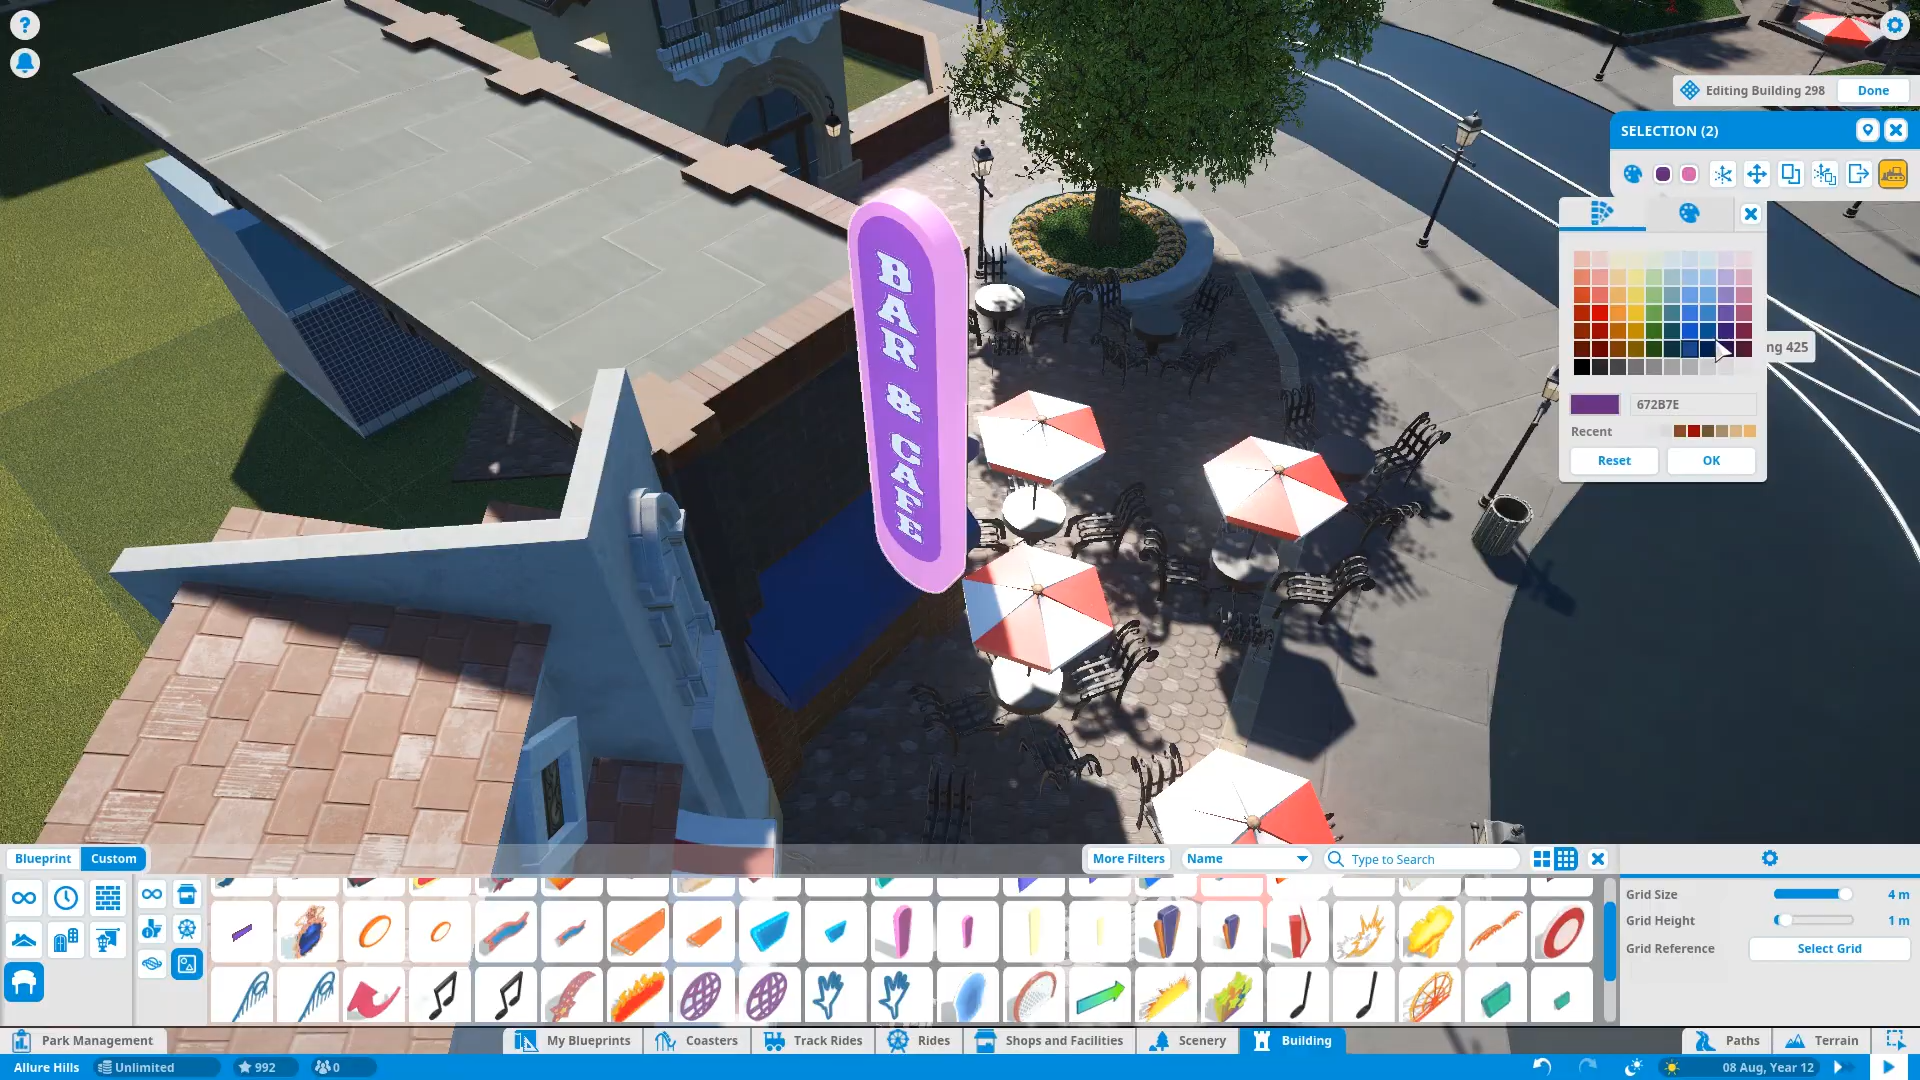 ?
Editing Building 298
Done
SELECTION (2)
ng 425
672B7E
Recent
Reset
OK
BAR & CAFE
Blueprint
Custom
More Filters
Name
Type to Search
Grid Size
4 m
Grid Height
1 m
Grid Reference
Select Grid
Park Management
My Blueprints
Coasters
Track Rides
Rides
Shops and Facilities
Scenery
Building
Paths
Terrain
Allure Hills
Unlimited
992
0
08 Aug, Year 12